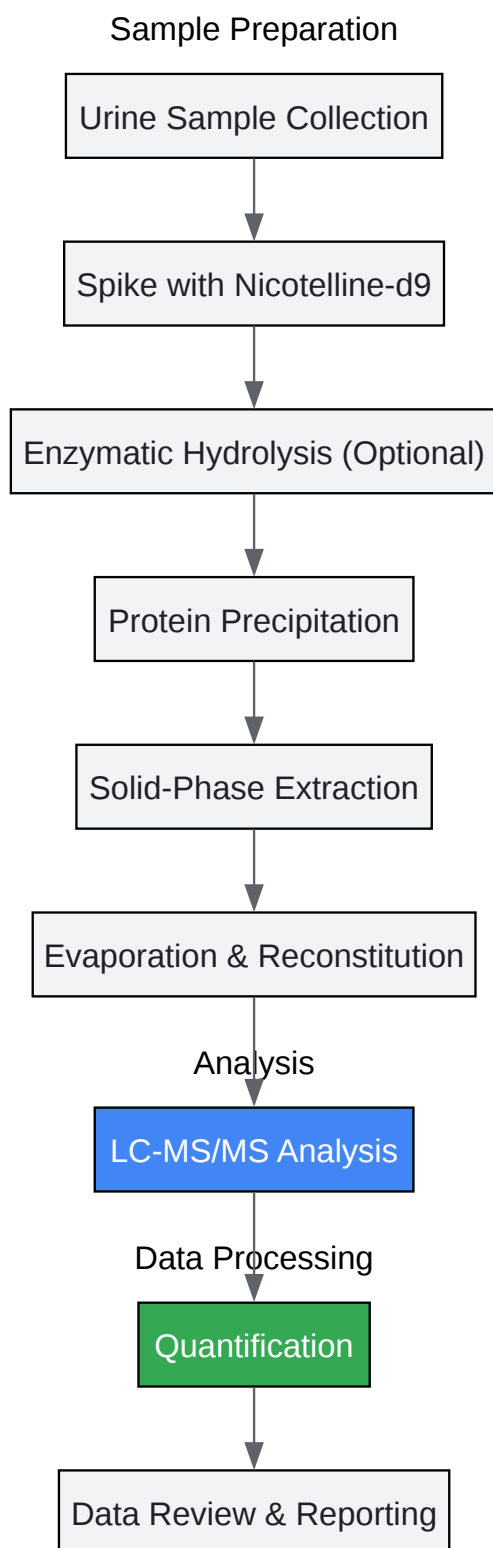 Sample Preparation
Urine Sample Collection
Spike with Nicotelline-d9
Enzymatic Hydrolysis (Optional)
Protein Precipitation
Solid-Phase Extraction
Evaporation & Reconstitution
Analysis
LC-MS/MS Analysis
Data Processing
Quantification
Data Review & Reporting